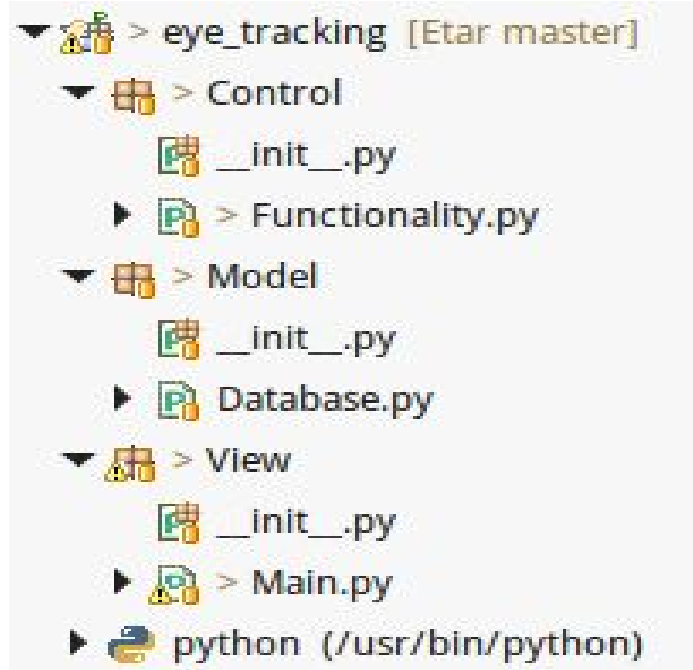 > eye_tracking [Etar master]
> Control
__init__.py
> Functionality.py
> Model
__init__.py
Database.py
> View
__init__.py
> Main.py
python (/usr/bin/python)